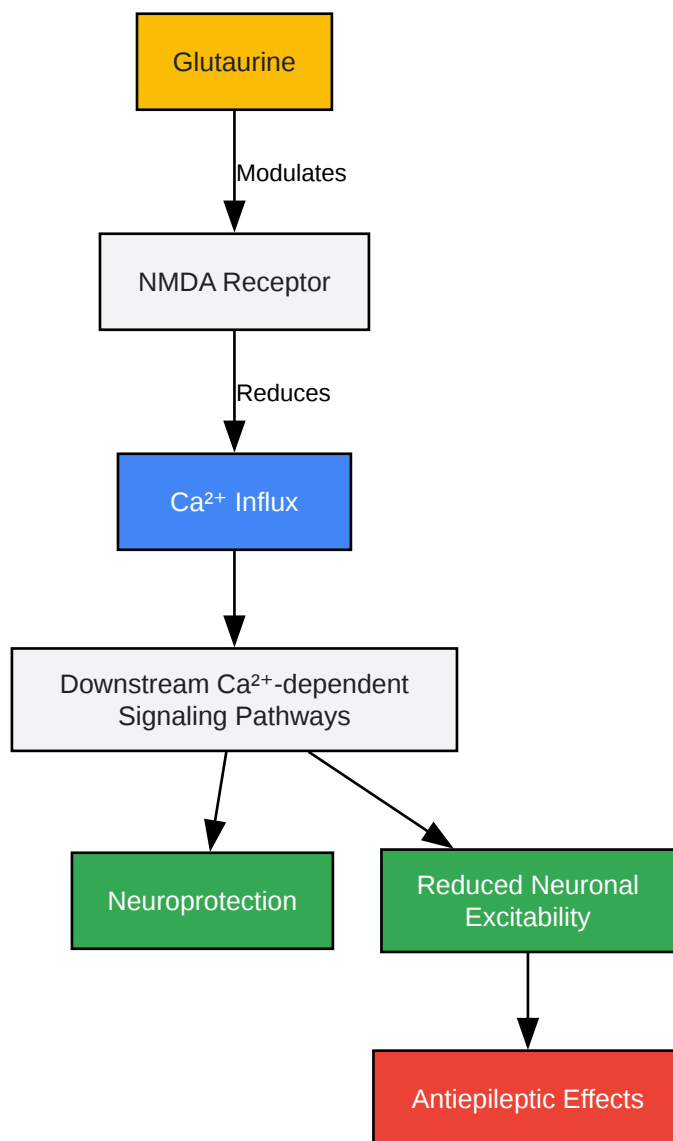 Glutaurine
Modulates
NMDA Receptor
Reduces
Ca²⁺ Influx
Downstream Ca²⁺-dependent
Signaling Pathways
Neuroprotection
Reduced Neuronal
Excitability
Antiepileptic Effects